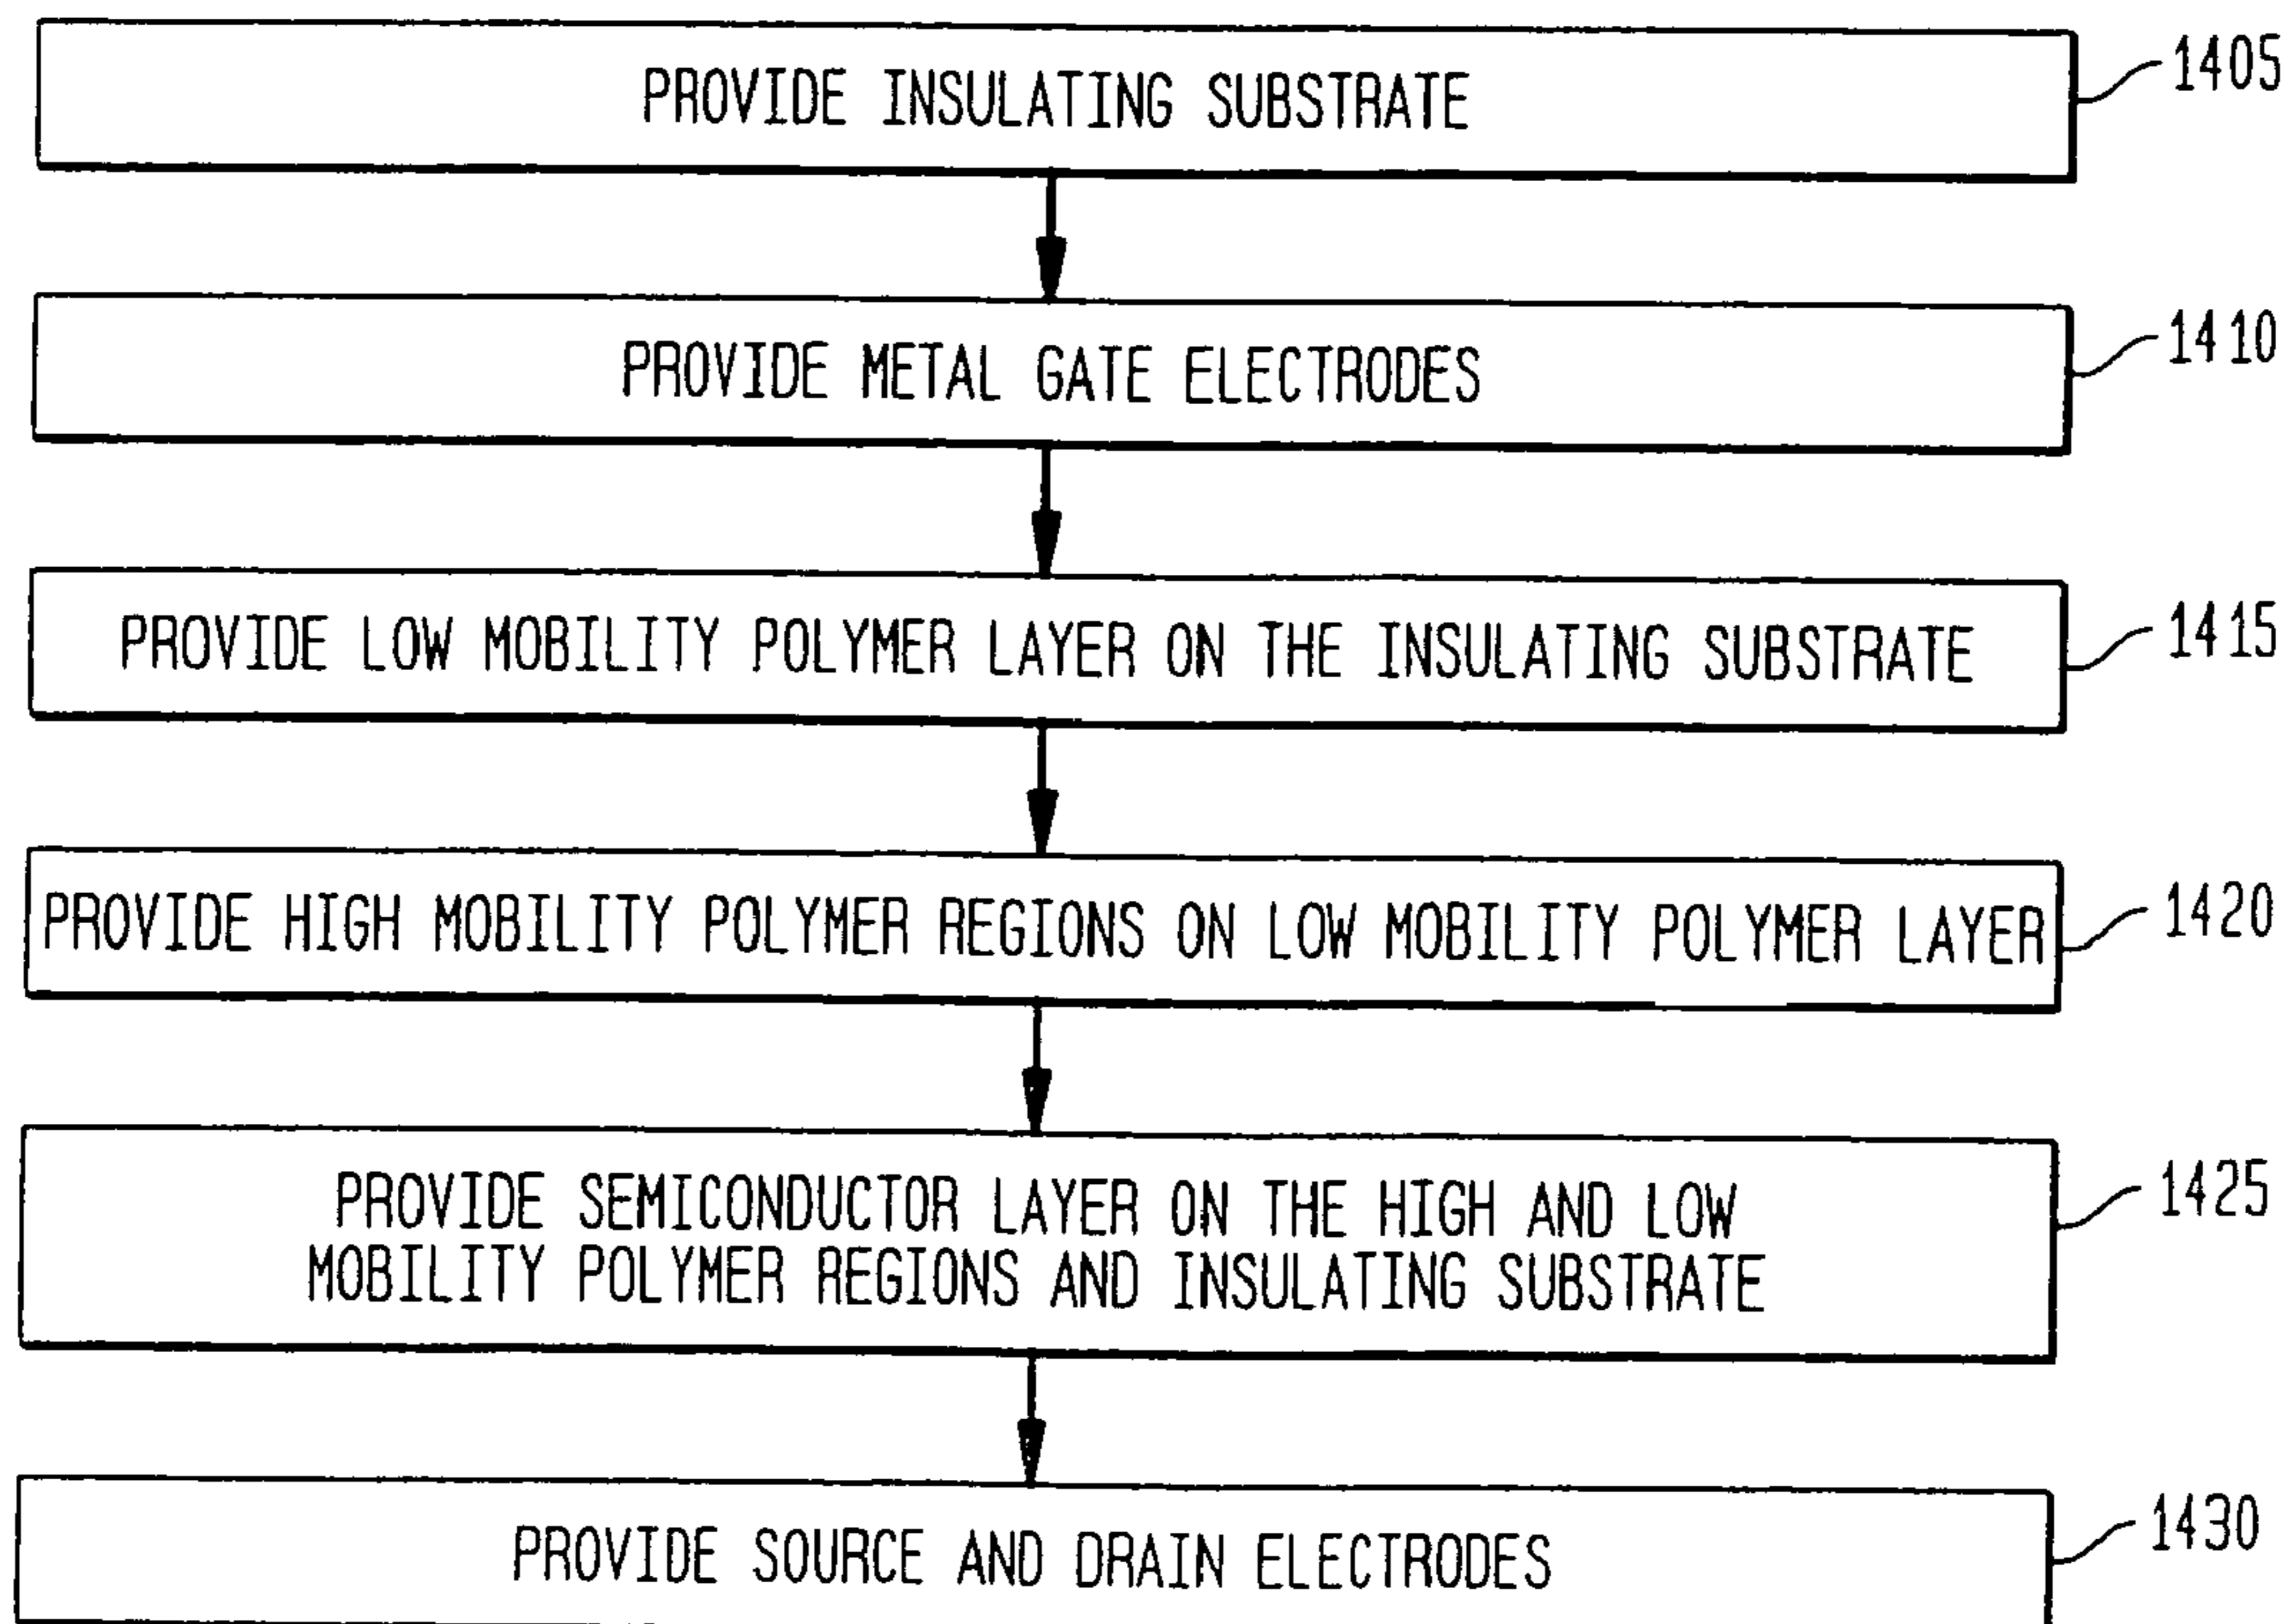 PROVIDE INSULATING SUBSTRATE
1405
PROVIDE METAL GATE ELECTRODES
1410
PROVIDE LOW MOBILITY POLYMER LAYER ON THE INSULATING SUBSTRATE
1415
PROVIDE HIGH MOBILITY POLYMER REGIONS ON LOW MOBILITY POLYMER LAYER
1420
PROVIDE SEMICONDUCTOR LAYER ON THE HIGH AND LOW
MOBILITY POLYMER REGIONS AND INSULATING SUBSTRATE
1425
PROVIDE SOURCE AND DRAIN ELECTRODES
1430